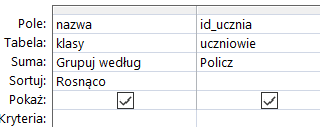 Pole: nazwa id_ucznia
Tabela: klasy uczniowie
Suma: Grupuj według Policz
Sortuj: Rosnąco
Pokaż:
Kryteria: